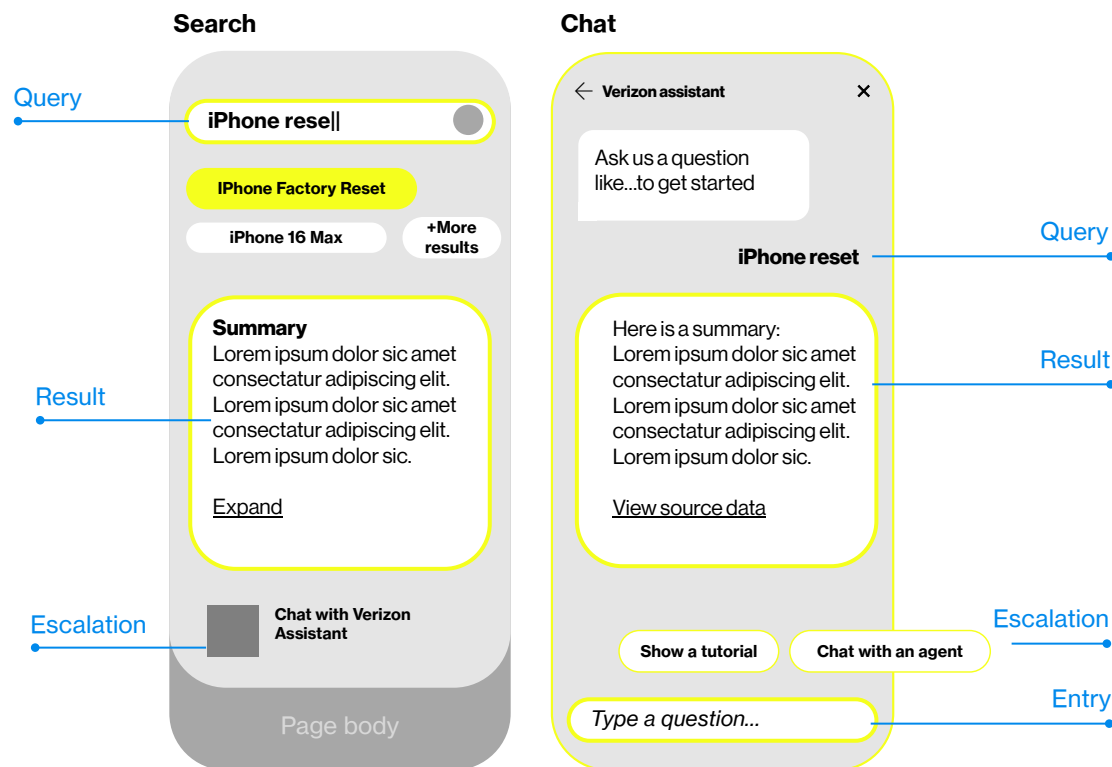 Search
Query
iPhone rese||
IPhone Factory Reset
iPhone 16 Max
+More
results
Summary
Lorem ipsum dolor sic amet
consectatur adipiscing elit.
Lorem ipsum dolor sic amet
consectatur adipiscing elit.
Lorem ipsum dolor sic.
Expand
Result
Escalation
Chat with Verizon
Assistant
Page body
Chat
Verizon assistant
Ask us a question
like...to get started
Query
iPhone reset
Here is a summary:
Lorem ipsum dolor sic amet
consectatur adipiscing elit.
Lorem ipsum dolor sic amet
consectatur adipiscing elit.
Lorem ipsum dolor sic.
View source data
Result
Escalation
Show a tutorial
Chat with an agent
Entry
Type a question...